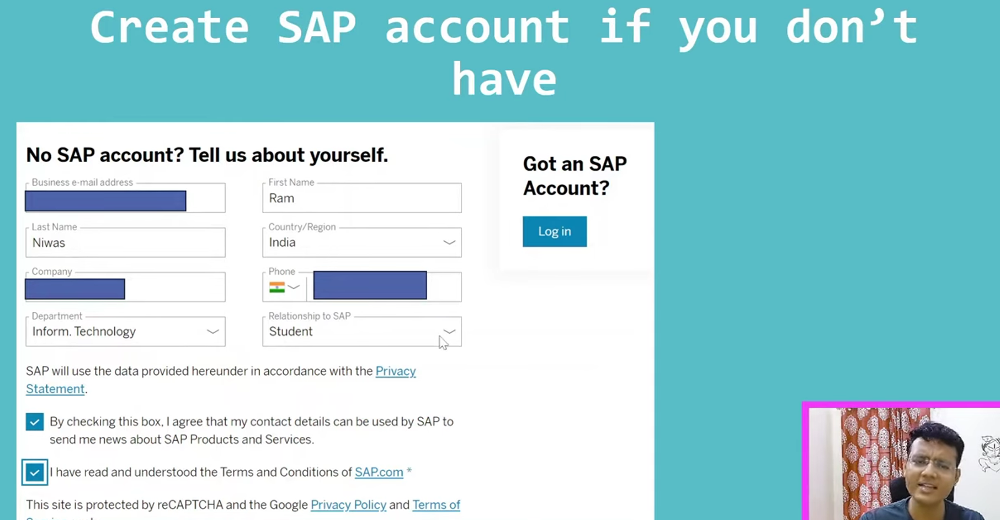 Create SAP account if you don’t
have
No SAP account? Tell us about yourself.
Business e-mail address
First Name
Ram
Last Name
Niwas
Country/Region
India
Company
Phone
Department
Inform. Technology
Relationship to SAP
Student
SAP will use the data provided hereunder in accordance with the Privacy
Statement.
By checking this box, I agree that my contact details can be used by SAP to
send me news about SAP Products and Services.
I have read and understood the Terms and Conditions of SAP.com *
This site is protected by reCAPTCHA and the Google Privacy Policy and Terms of
Got an SAP
Account?
Log in